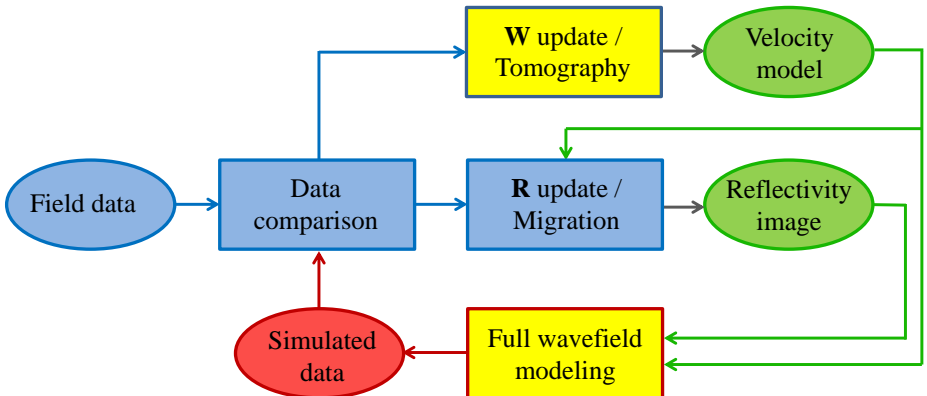 W update /
Tomography
Velocity
model
Field data
Data
comparison
R update /
Migration
Reflectivity
image
Simulated
data
Full wavefield
modeling